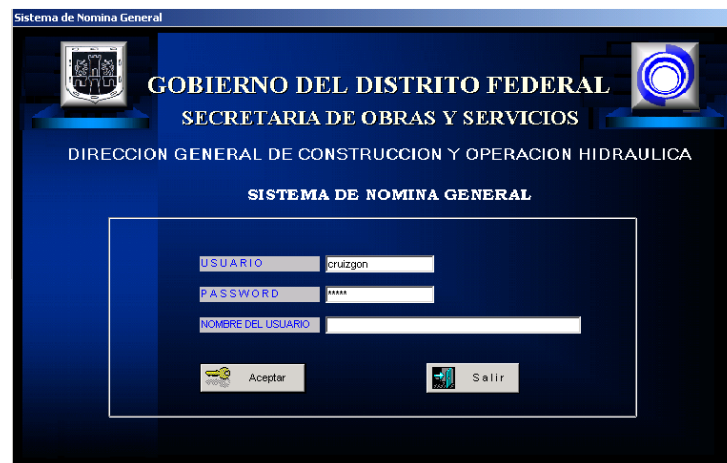 Sistema de Nomina General
GOBIERNO DEL DISTRITO FEDERAL
SECRETARIA DE OBRAS Y SERVICIOS
DIRECCION GENERAL DE CONSTRUCCION Y OPERACION HIDRAULICA
SISTEMA DE NOMINA GENERAL
USUARIO cruizgon
PASSWORD *****
NOMBRE DEL USUARIO
Aceptar Salir